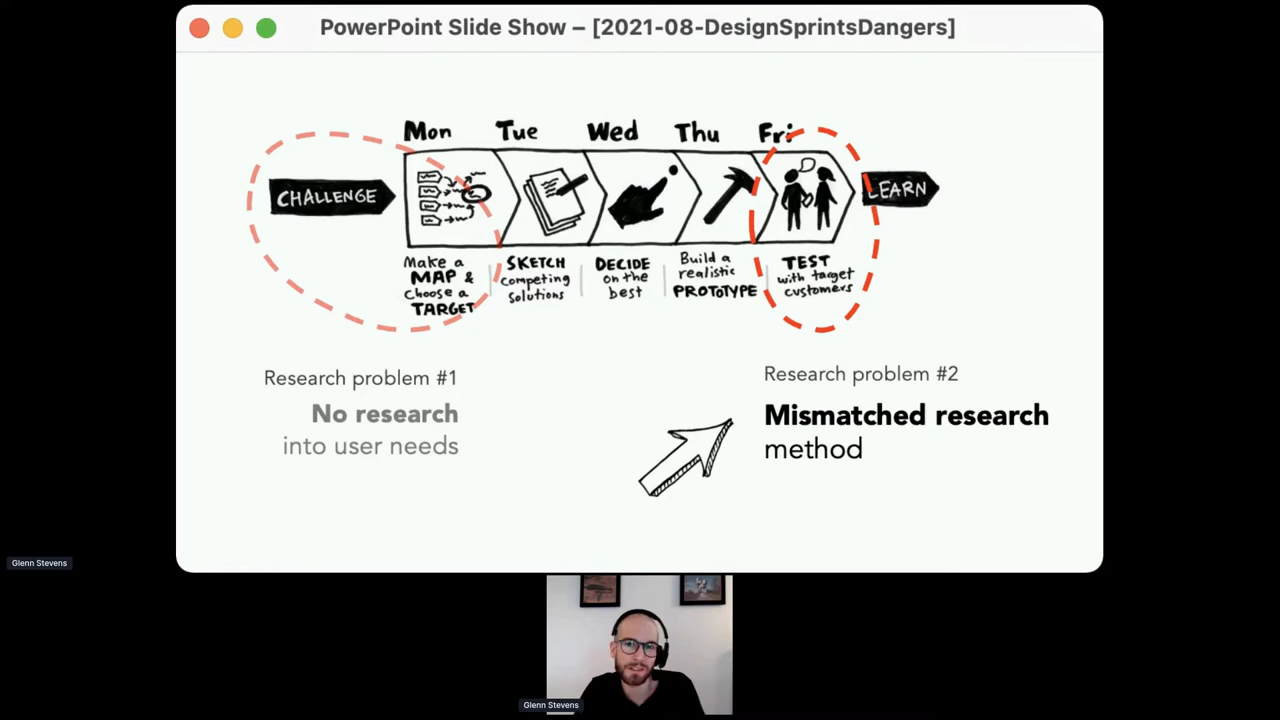 PowerPoint Slide Show – [2021-08-DesignSprintsDangers]
Mon Tue Wed Thu Fri
CHALLENGE
LEARN
Make a
MAP &
choose a
TARGET
SKETCH
competing
solutions
DECIDE
on the
best
Build a
realistic
PROTOTYPE
TEST
with target
customers
Research problem #1
No research
into user needs
Research problem #2
Mismatched research
method
Glenn Stevens
Glenn Stevens